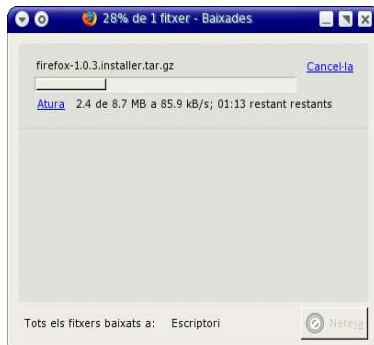 28% de 1 fitxer - Baixades
firefox-1.0.3.installer.tar.gz Cancel·la
Atura 2.4 de 8.7 MB a 85.9 kB/s; 01:13 restant restants
Tots els fitxers baixats a: Escriptori Neteja